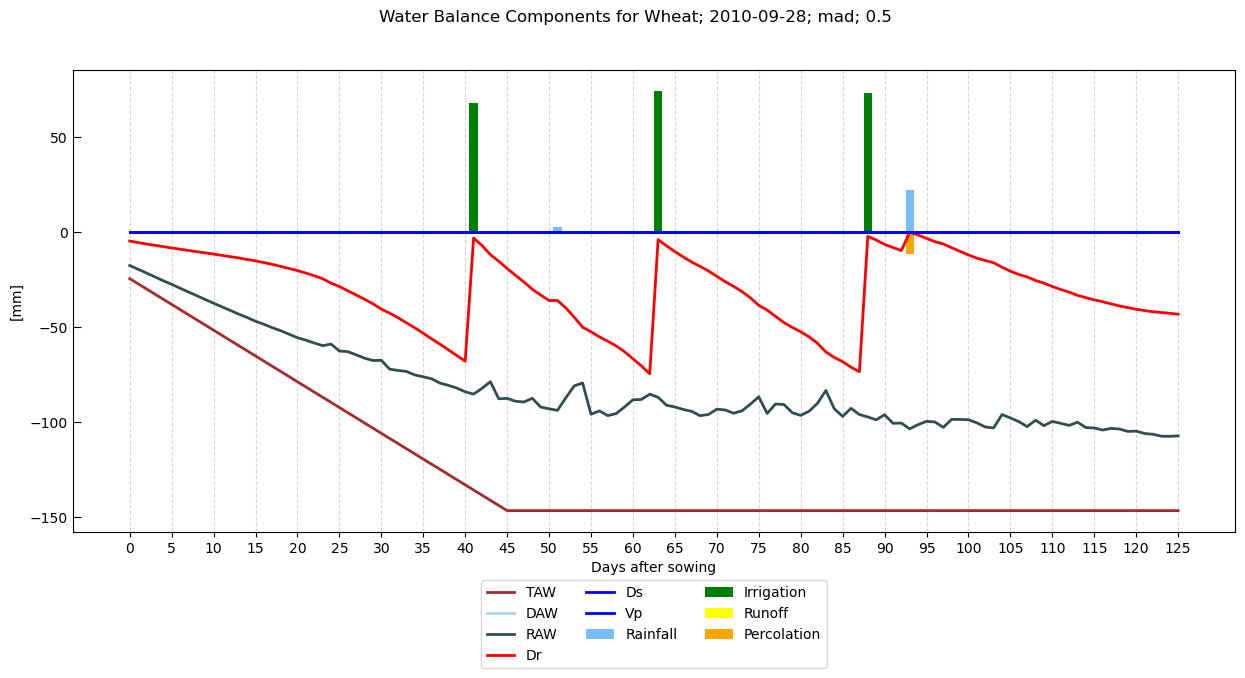 Water Balance Components for Wheat; 2010-09-28; mad; 0.5
[mm]
50
0
−50
−100
−150
0 5 10 15 20 25 30 35 40 45 50 55 60 65 70 75 80 85 90 95 100 105 110 115 120 125
Days after sowing
TAW
DAW
RAW
Dr
Ds
Vp
Rainfall
Irrigation
Runoff
Percolation